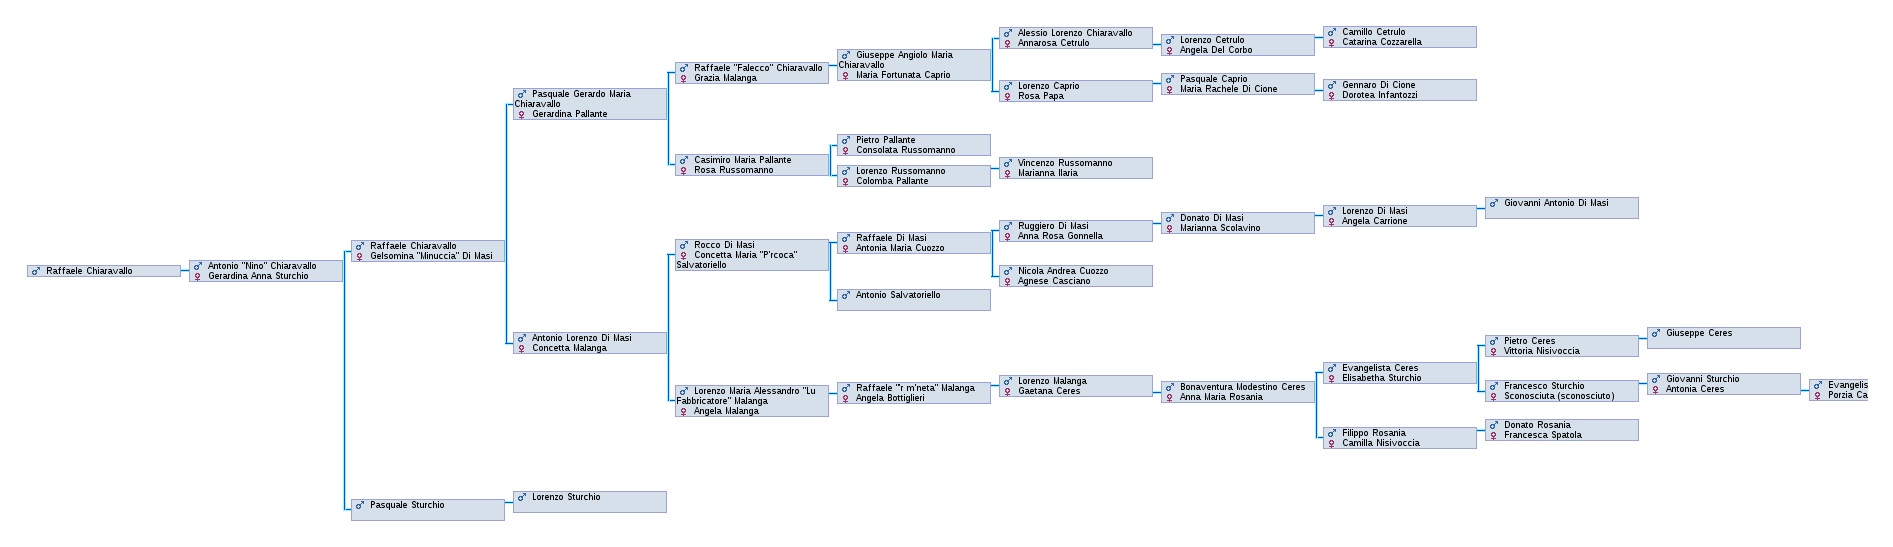 Raffaele Chiaravallo
Antonio "Nino" Chiaravallo
Gerardina Anna Sturchio
Raffaele Chiaravallo
Gelsomina "Minuccia" Di Masi
Pasquale Sturchio
Pasquale Gerardo Maria
Chiaravallo
Gerardina Pallante
Antonio Lorenzo Di Masi
Concetta Malanga
Lorenzo Sturchio
Raffaele "Falecco" Chiaravallo
Grazia Malanga
Casimiro Maria Pallante
Rosa Russomanno
Rocco Di Masi
Concetta Maria "P'rcoca"
Salvatoriello
Lorenzo Maria Alessandro "Lu
Fabbricatore" Malanga
Angela Malanga
Giuseppe Angiolo Maria
Chiaravallo
Maria Fortunata Caprio
Pietro Pallante
Consolata Russomanno
Lorenzo Russomanno
Colomba Pallante
Raffaele Di Masi
Antonia Maria Cuozzo
Antonio Salvatoriello
Raffaele "'r m'neta" Malanga
Angela Bottiglieri
Alessio Lorenzo Chiaravallo
Annarosa Cetrulo
Lorenzo Caprio
Rosa Papa
Vincenzo Russomanno
Marianna Ilaria
Ruggiero Di Masi
Anna Rosa Gonnella
Nicola Andrea Cuozzo
Agnese Casciano
Lorenzo Malanga
Gaetana Ceres
Lorenzo Cetrulo
Angela Del Corbo
Pasquale Caprio
Maria Rachele Di Cione
Donato Di Masi
Marianna Scolavino
Bonaventura Modestino Ceres
Anna Maria Rosania
Camillo Cetrulo
Catarina Cozzarella
Gennaro Di Cione
Dorotea Infantozzi
Lorenzo Di Masi
Angela Carrione
Evangelista Ceres
Elisabetha Sturchio
Filippo Rosania
Camilla Nisivoccia
Giovanni Antonio Di Masi
Pietro Ceres
Vittoria Nisivoccia
Francesco Sturchio
Sconosciuta (sconosciuto)
Donato Rosania
Francesca Spatola
Giuseppe Ceres
Giovanni Sturchio
Antonia Ceres
Evangelis
Porzia Ca